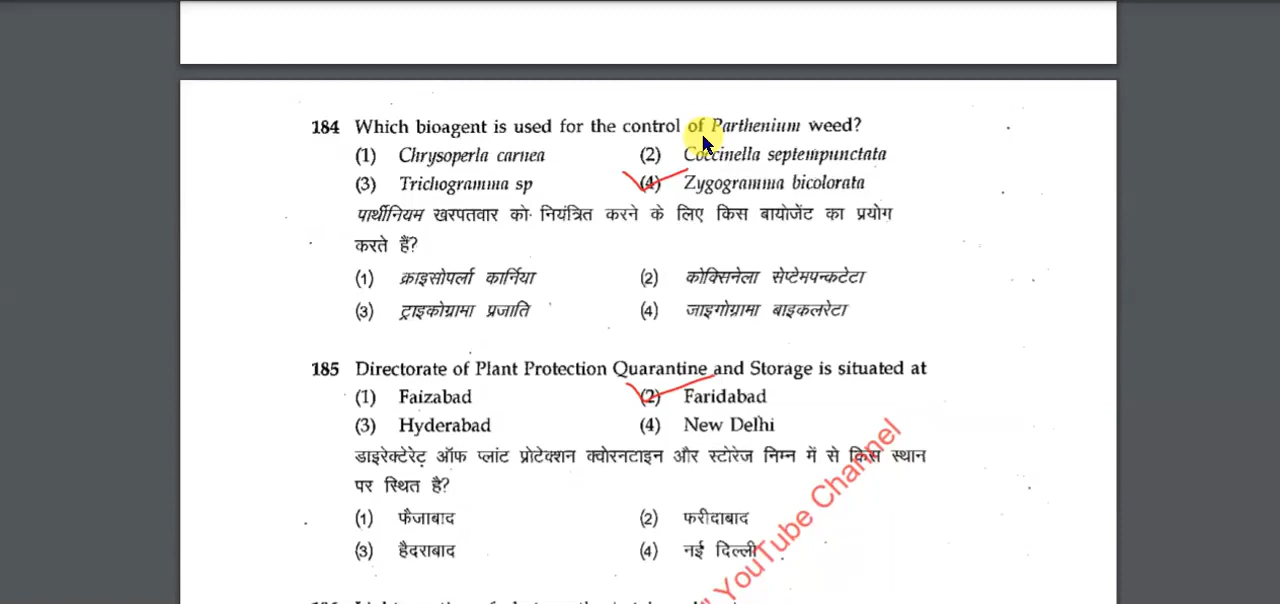 184 Which bioagent is used for the control of Parthenium weed?
(1) Chrysoperla carnea (2) Coccinella septempunctata
(3) Trichogramma sp (4) Zygogramma bicolorata
पार्थीनियम खरपतवार को नियंत्रित करने के लिए किस बायोजेंट का प्रयोग
करते हैं?
(1) क्राइसोपर्ला कार्निया (2) कोक्सिनेला सेप्टेमपन्कटेटा
(3) ट्राइकोग्रामा प्रजाति (4) जाइगोग्रामा बाइकलरेटा
185 Directorate of Plant Protection Quarantine and Storage is situated at
(1) Faizabad (2) Faridabad
(3) Hyderabad (4) New Delhi
डाइरेक्टेरेट् ऑफ प्लांट प्रोटेक्शन क्वोरनटाइन और स्टोरेज निम्न में से किस स्थान
पर स्थित है?
(1) फैजाबाद (2) फरीदाबाद
(3) हैदराबाद (4) नई दिल्ली
" YouTube Channel